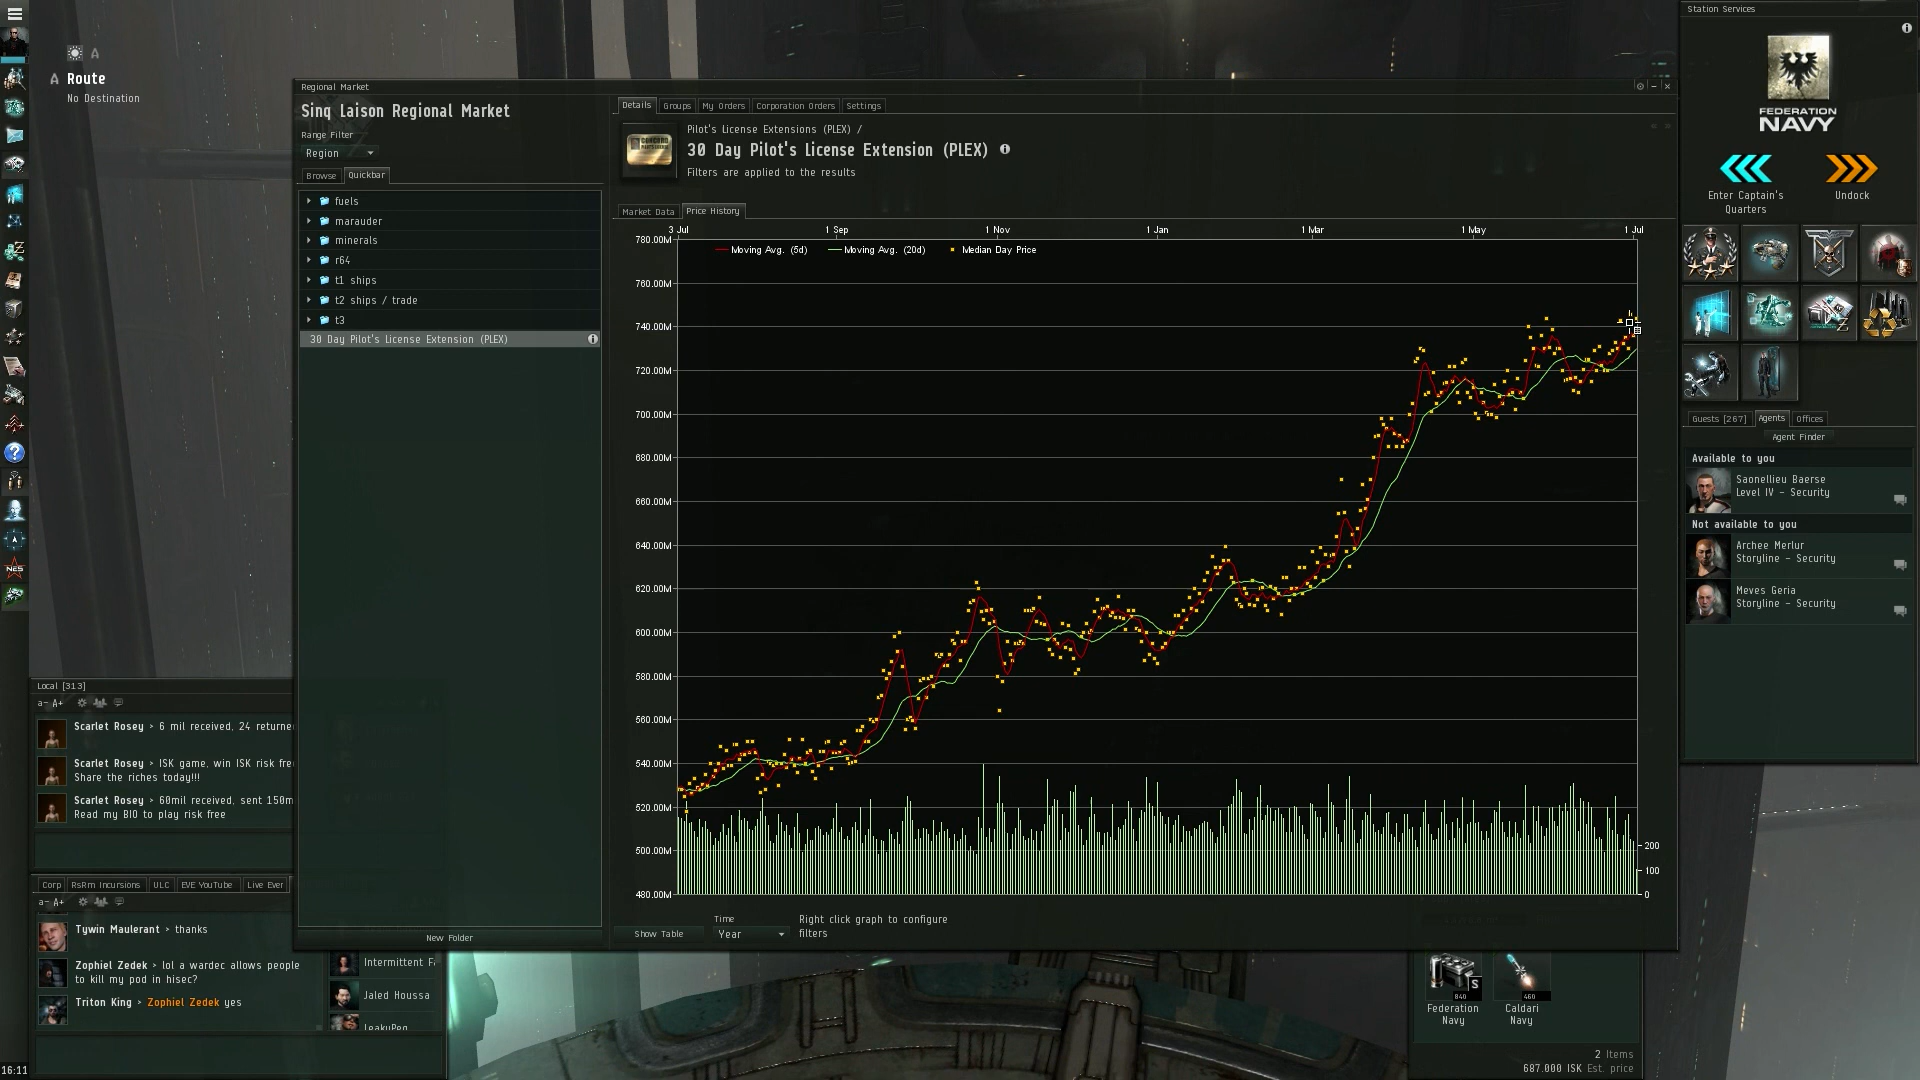 A
A Route
No Destination
Regional Market
Sinq Laison Regional Market
Range Filter
Region
Browse
Quickbar
fuels
marauder
minerals
r64
t1 ships
t2 ships / trade
t3
30 Day Pilot's License Extension (PLEX)
New Folder
Details
Groups
My Orders
Corporation Orders
Settings
Pilot's License Extensions (PLEX) /
30 Day Pilot's License Extension (PLEX)
Filters are applied to the results
Market Data
Price History
3 Jul
1 Sep
1 Nov
1 Jan
1 Mar
1 May
1 Jul
Moving Avg. (5d)
Moving Avg. (20d)
Median Day Price
780.00M
760.00M
740.00M
720.00M
700.00M
680.00M
660.00M
640.00M
620.00M
600.00M
580.00M
560.00M
540.00M
520.00M
500.00M
480.00M
200
100
0
Show Table
Time
Year
Right click graph to configure
filters
Station Services
FEDERATION
NAVY
Enter Captain's
Quarters
Undock
Guests [267]
Agents
Offices
Agent Finder
Available to you
Saonellieu Baerse
Level IV - Security
Not available to you
Archee Merlur
Storyline - Security
Meves Geria
Storyline - Security
NES
Local [313]
a- A+
Scarlet Rosey > 6 mil received, 24 returne
Scarlet Rosey > ISK game, win ISK risk fre
Share the riches today!!!
Scarlet Rosey > 60mil received, sent 150m
Read my BIO to play risk free
Corp
RsRm Incursions
ULC
EVE YouTube
Live Ever
a- A+
Tywin Maulerant > thanks
Zophiel Zedek > lol a wardec allows people
to kill my pod in hisec?
Triton King > Zophiel Zedek yes
Intermittent F
Jaled Houssa
LeakyPen
16:11
S
840
Federation
Navy
460
Caldari
Navy
2 Items
687.000 ISK Est. price